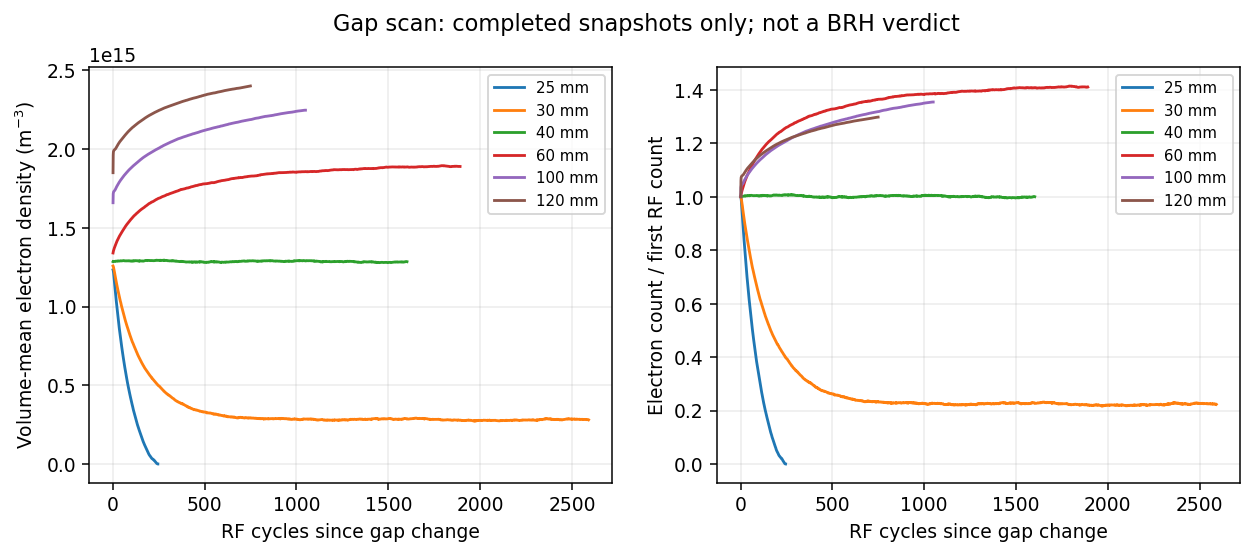 Gap scan: completed snapshots only; not a BRH verdict
1e15
Volume-mean electron density (m⁻³)
2.5
2.0
1.5
1.0
0.5
0.0
0 500 1000 1500 2000 2500
RF cycles since gap change
25 mm
30 mm
40 mm
60 mm
100 mm
120 mm
Electron count / first RF count
1.4
1.2
1.0
0.8
0.6
0.4
0.2
0.0
0 500 1000 1500 2000 2500
RF cycles since gap change
25 mm
30 mm
40 mm
60 mm
100 mm
120 mm